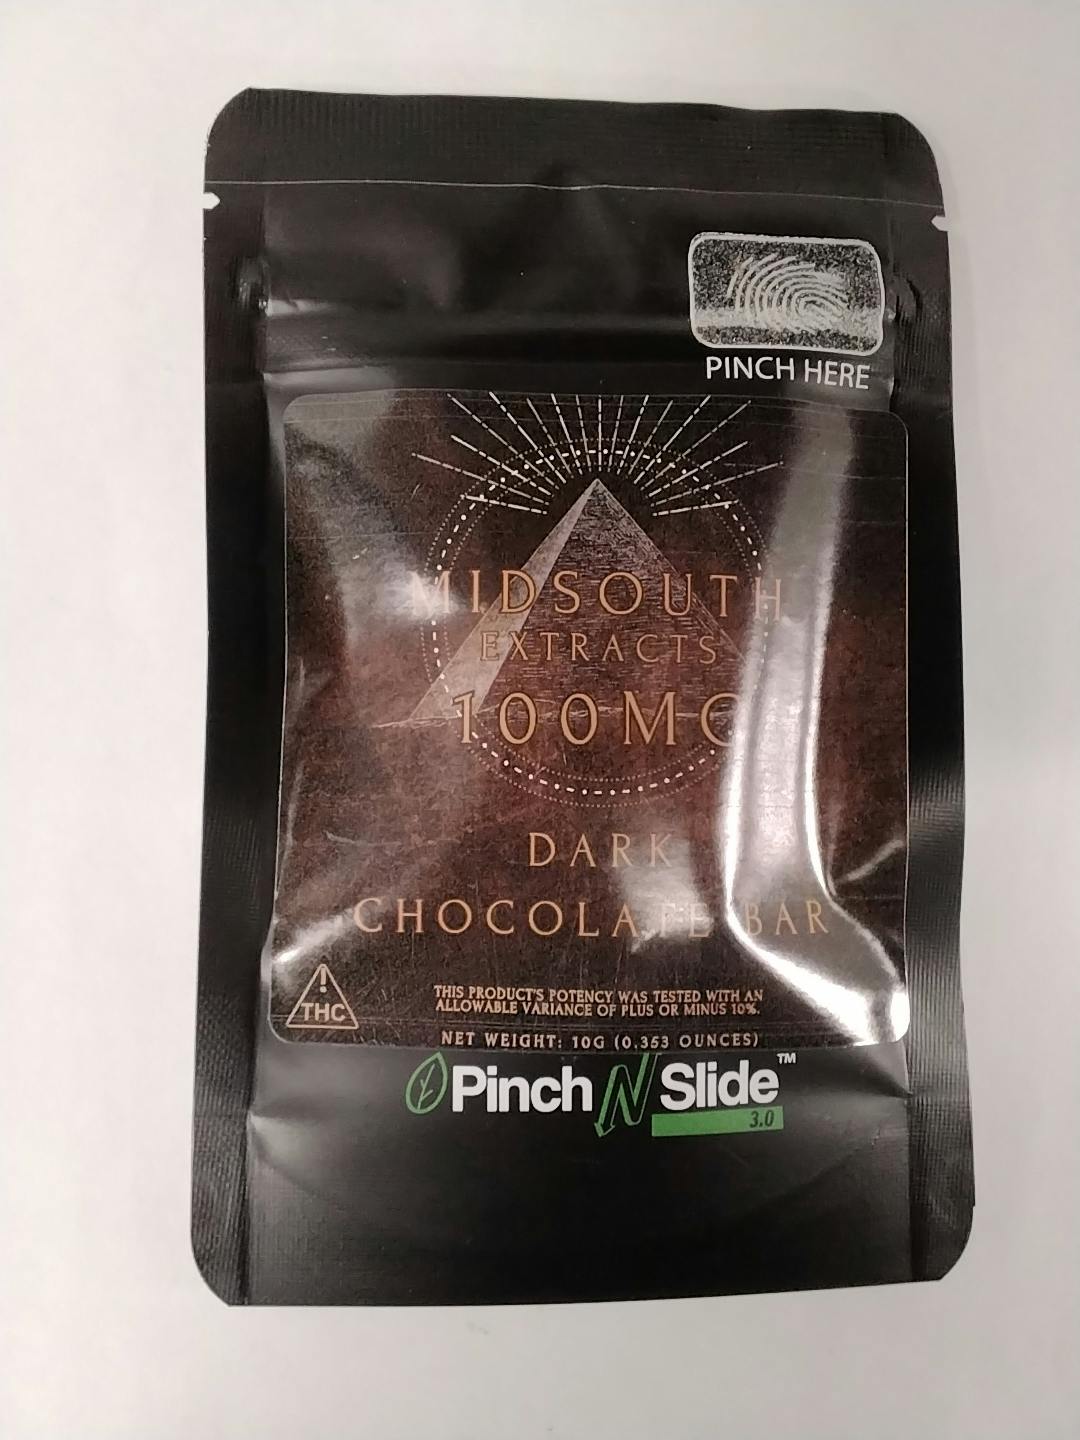 PINCH HERE
MIDSOUTH
EXTRACTS
100MG
DARK
CHOCOLATE BAR
!
THC
THIS PRODUCT'S POTENCY WAS TESTED WITH AN
ALLOWABLE VARIANCE OF PLUS OR MINUS 10%.
NET WEIGHT: 10G (0.353 OUNCES)
Pinch N Slide™
3.0